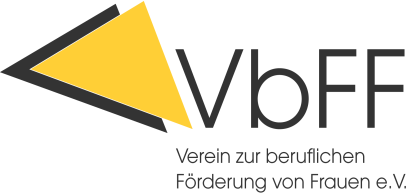 VbFF
Verein zur beruflichen
Förderung von Frauen e.V.